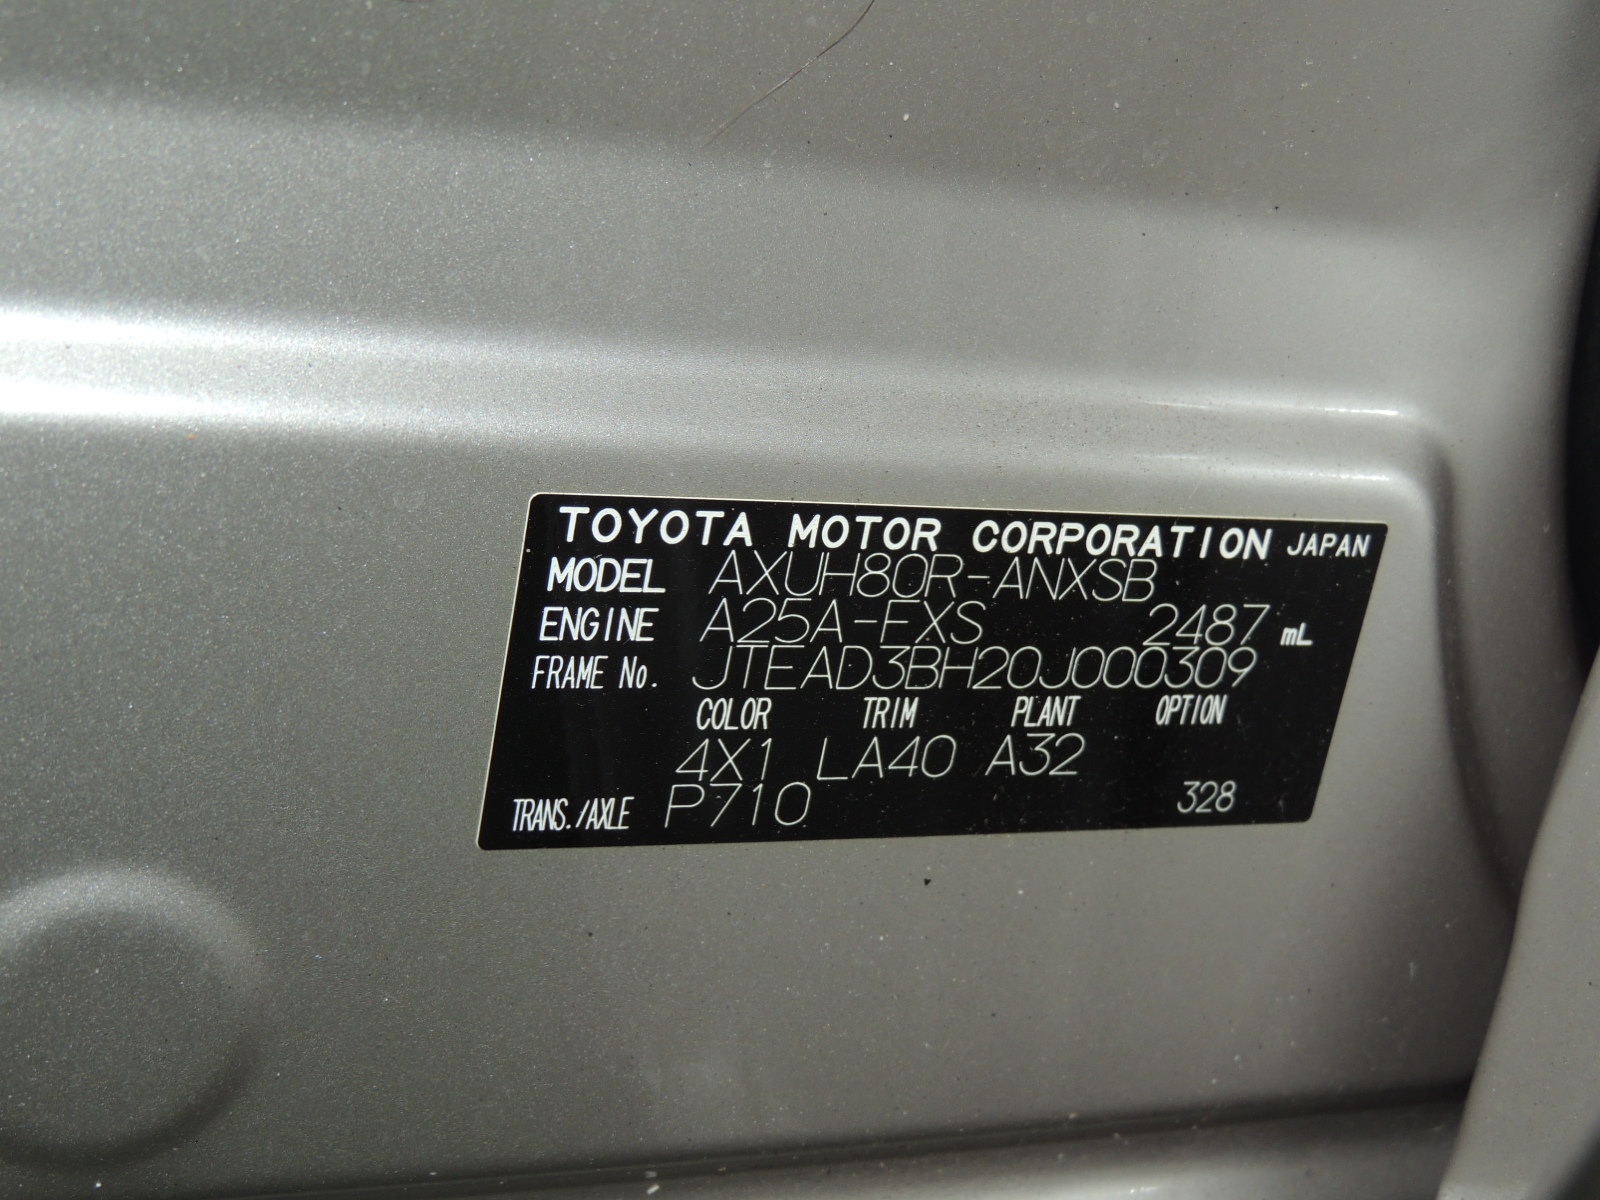 TOYOTA MOTOR CORPORATION JAPAN
MODEL AXUH80R-ANXSB
ENGINE A25A-FXS 2487 mL
FRAME No. JTEAD3BH20J000309
COLOR TRIM PLANT OPTION
4X1 LA40 A32
TRANS./AXLE P710 328